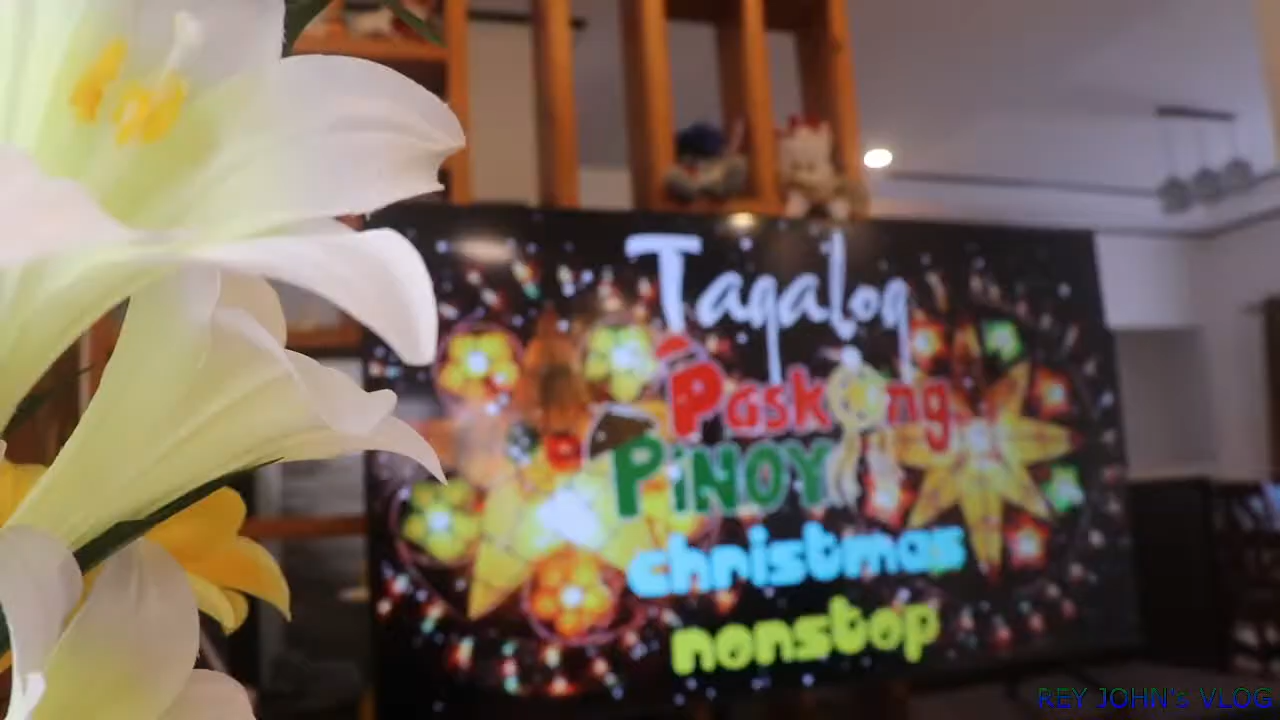 Tagalog
Paskong
PiNOY
christmas
nonstop
REY JOHN's VLOG